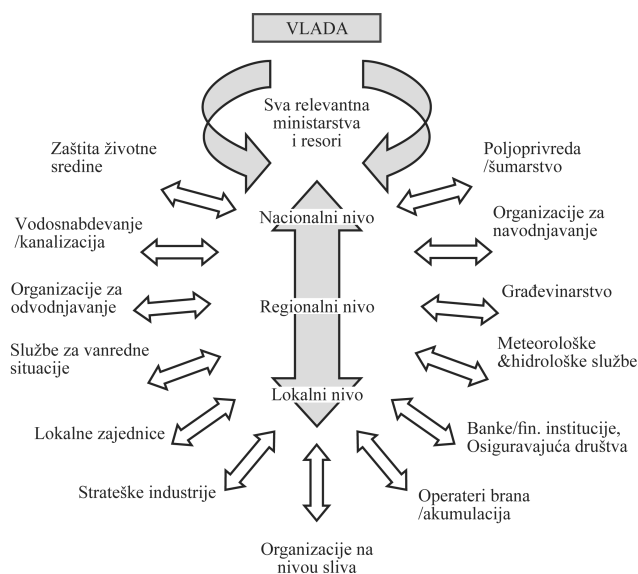 VLADA
Sva relevantna
ministarstva
i resori
Zaštita životne
sredine
Poljoprivreda
/šumarstvo
Nacionalni nivo
Vodosnabdevanje
/kanalizacija
Organizacije za
navodnjavanje
Organizacije za
odvodnjavanje
Regionalni nivo
Građevinarstvo
Službe za vanredne
situacije
Meteorološke
&hidrološke službe
Lokalni nivo
Lokalne zajednice
Banke/fin. institucije,
Osiguravajuća društva
Strateške industrije
Operateri brana
/akumulacija
Organizacije na
nivou sliva